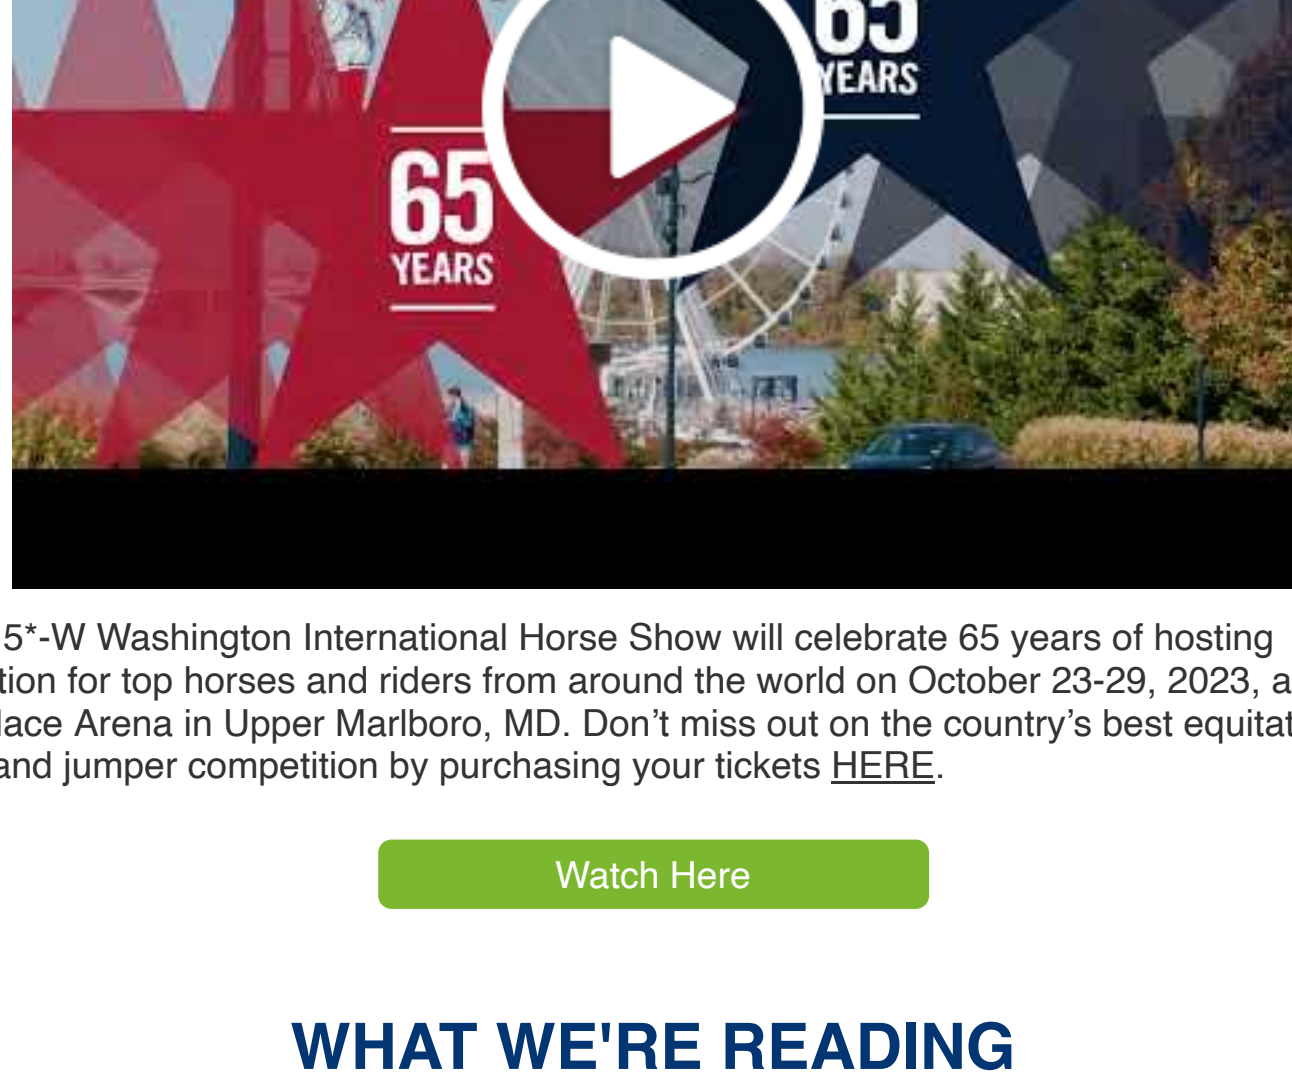 65
YEARS
65
YEARS
5*-W Washington International Horse Show will celebrate 65 years of hosting
tion for top horses and riders from around the world on October 23-29, 2023, a
lace Arena in Upper Marlboro, MD. Don’t miss out on the country’s best equitat
and jumper competition by purchasing your tickets HERE.
Watch Here
WHAT WE'RE READING